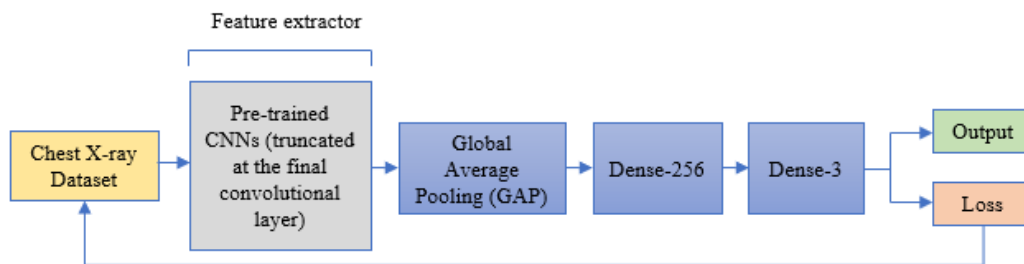 Feature extractor
Pre-trained
CNNs (truncated
at the final
convolutional
layer)
Chest X-ray
Dataset
Global
Average
Pooling (GAP)
Dense-256
Dense-3
Output
Loss